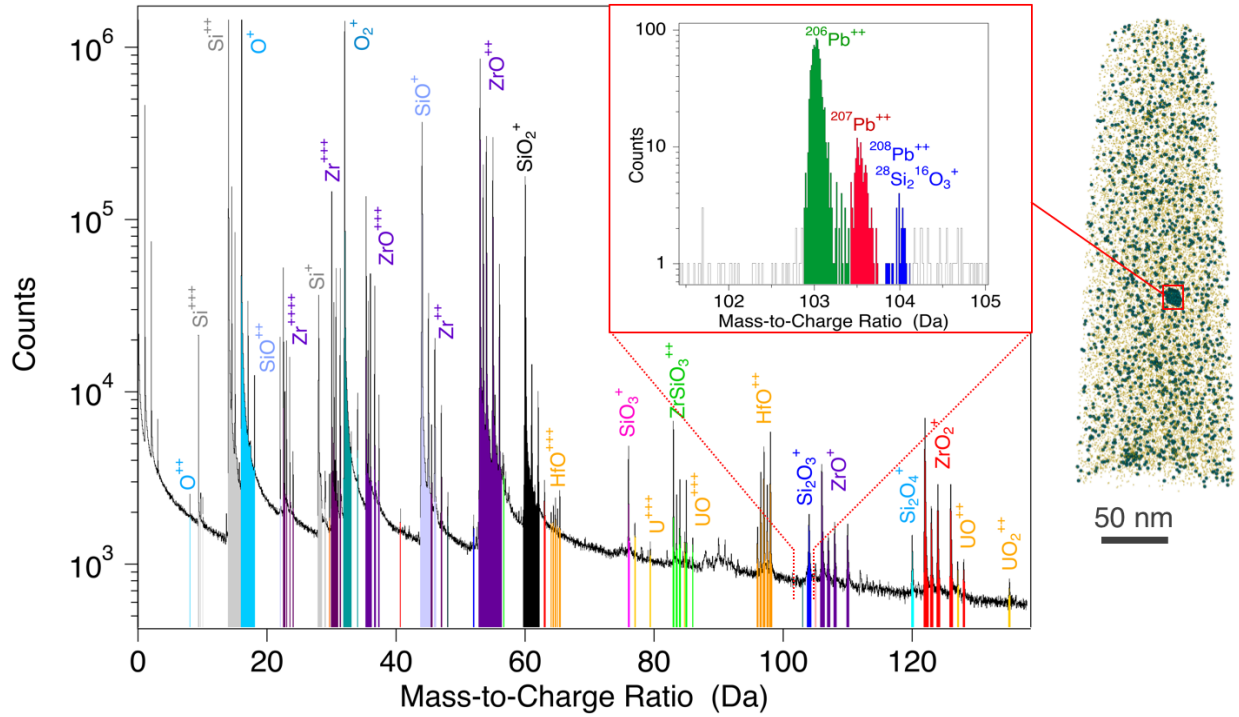 10⁶
10⁵
10⁴
10³
Counts
0
20
40
60
80
100
120
Mass-to-Charge Ratio (Da)
O⁺⁺
Si⁺⁺⁺
Si⁺⁺
O⁺
SiO⁺⁺
Zr⁺⁺⁺⁺
Si⁺
Zr⁺⁺⁺
O₂⁺
ZrO⁺⁺⁺
SiO⁺
Zr⁺⁺
ZrO⁺⁺
SiO₂⁺
HfO⁺⁺⁺
SiO₃⁺
U⁺⁺⁺
ZrSiO₃⁺⁺
UO⁺⁺⁺
HfO⁺⁺
Si₂O₃⁺
ZrO⁺
Si₂O₄⁺
ZrO₂⁺
UO⁺⁺
UO₂⁺⁺
100
10
1
Counts
²⁰⁶Pb⁺⁺
²⁰⁷Pb⁺⁺
²⁰⁸Pb⁺⁺
²⁸Si₂¹⁶O₃⁺
102
103
104
105
Mass-to-Charge Ratio (Da)
50 nm